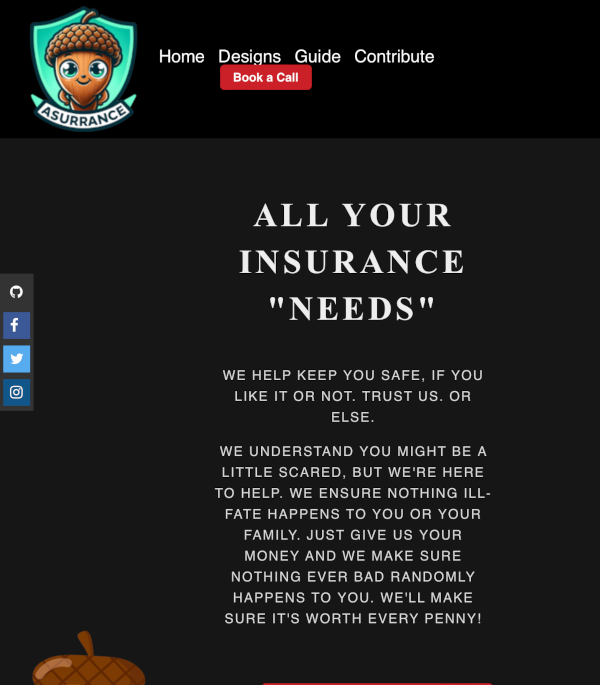 ASURRANCE
Home Designs Guide Contribute
Book a Call
ALL YOUR
INSURANCE
"NEEDS"
WE HELP KEEP YOU SAFE, IF YOU
LIKE IT OR NOT. TRUST US. OR
ELSE.
WE UNDERSTAND YOU MIGHT BE A
LITTLE SCARED, BUT WE'RE HERE
TO HELP. WE ENSURE NOTHING ILL-
FATE HAPPENS TO YOU OR YOUR
FAMILY. JUST GIVE US YOUR
MONEY AND WE MAKE SURE
NOTHING EVER BAD RANDOMLY
HAPPENS TO YOU. WE'LL MAKE
SURE IT'S WORTH EVERY PENNY!